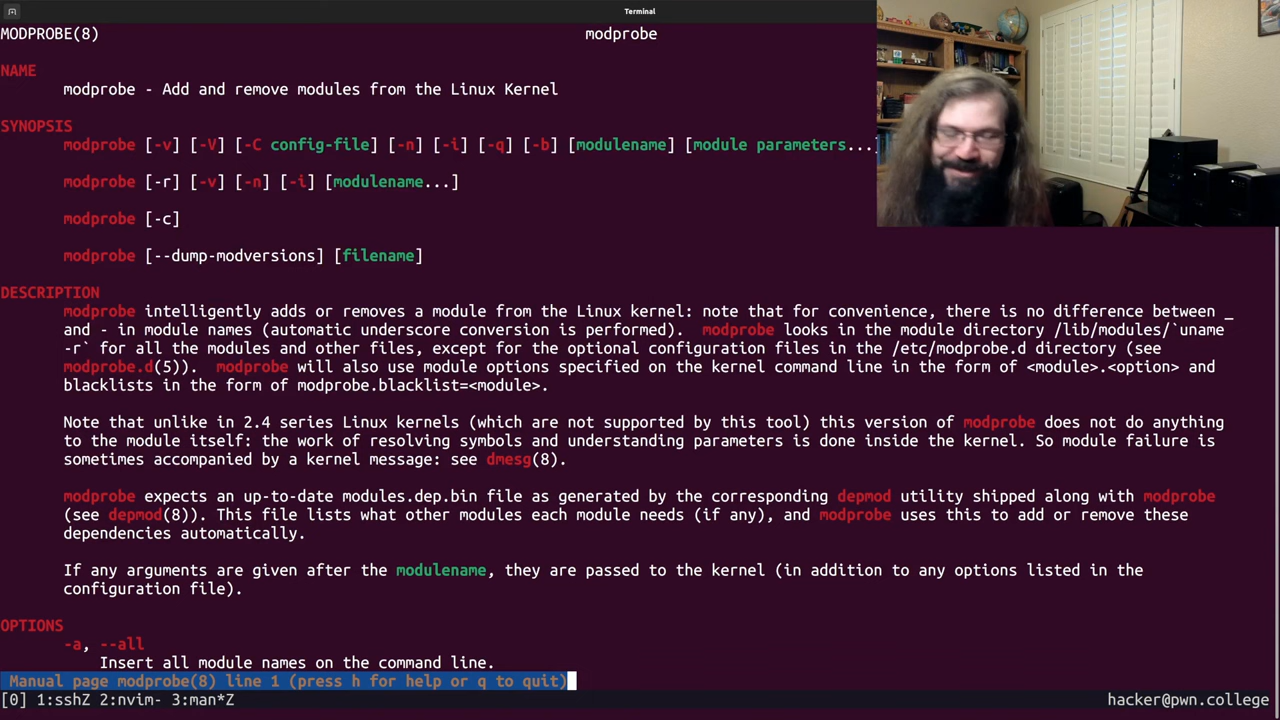 Terminal
MODPROBE(8) modprobe
NAME
modprobe - Add and remove modules from the Linux Kernel
SYNOPSIS
modprobe [-v] [-V] [-C config-file] [-n] [-i] [-q] [-b] [modulename] [module parameters...]
modprobe [-r] [-v] [-n] [-i] [modulename...]
modprobe [-c]
modprobe [--dump-modversions] [filename]
DESCRIPTION
modprobe intelligently adds or removes a module from the Linux kernel: note that for convenience, there is no difference between _
and - in module names (automatic underscore conversion is performed). modprobe looks in the module directory /lib/modules/`uname
-r` for all the modules and other files, except for the optional configuration files in the /etc/modprobe.d directory (see
modprobe.d(5)). modprobe will also use module options specified on the kernel command line in the form of <module>.<option> and
blacklists in the form of modprobe.blacklist=<module>.
Note that unlike in 2.4 series Linux kernels (which are not supported by this tool) this version of modprobe does not do anything
to the module itself: the work of resolving symbols and understanding parameters is done inside the kernel. So module failure is
sometimes accompanied by a kernel message: see dmesg(8).
modprobe expects an up-to-date modules.dep.bin file as generated by the corresponding depmod utility shipped along with modprobe
(see depmod(8)). This file lists what other modules each module needs (if any), and modprobe uses this to add or remove these
dependencies automatically.
If any arguments are given after the modulename, they are passed to the kernel (in addition to any options listed in the
configuration file).
OPTIONS
-a, --all
Insert all module names on the command line.
Manual page modprobe(8) line 1 (press h for help or q to quit)
[0] 1:sshZ 2:nvim- 3:man*Z hacker@pwn.college